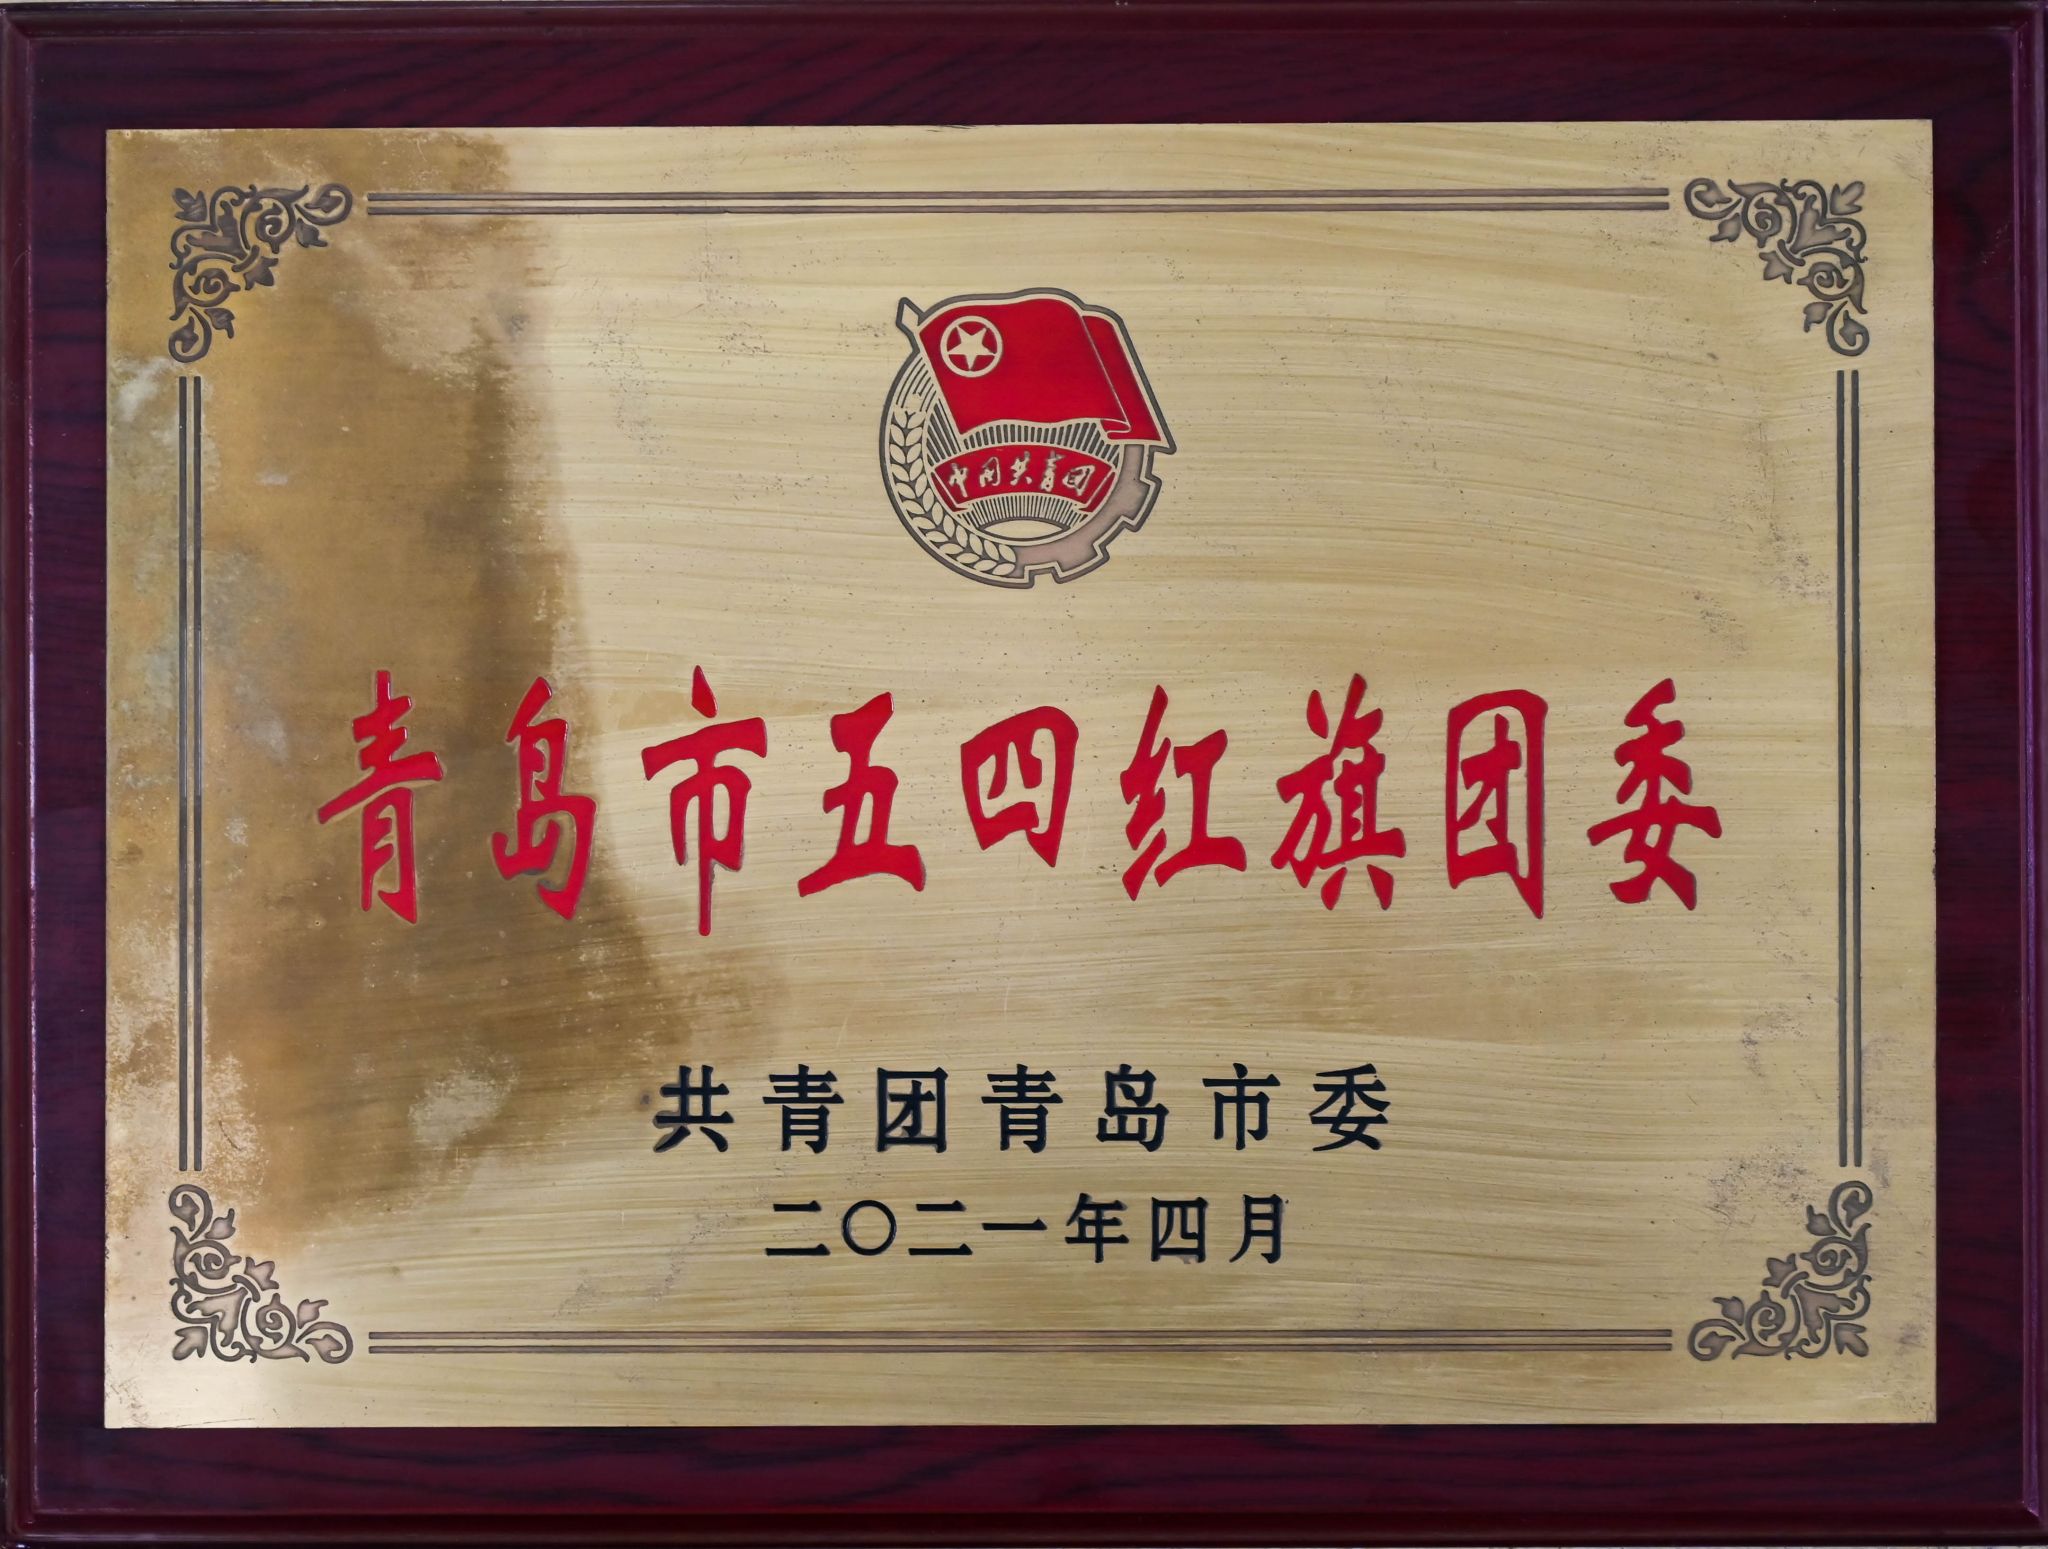 中国共青团
青岛市五四红旗团委
共青团青岛市委
二〇二一年四月